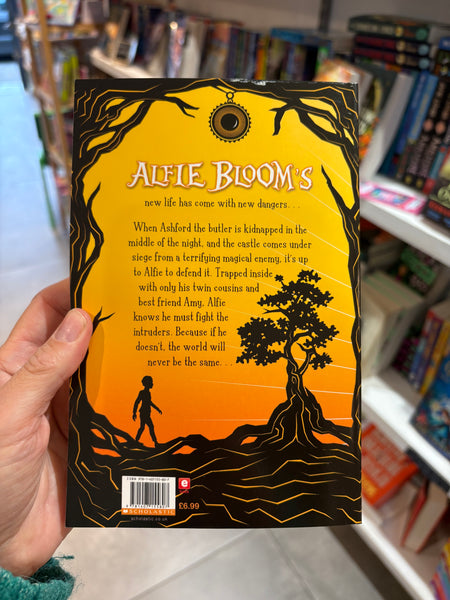 ALFIE BLOOM'S
new life has come with new dangers. . .
When Ashford the butler is kidnapped in the
middle of the night, and the castle comes under
siege from a terrifying magical enemy, it's up
to Alfie to defend it. Trapped inside
with only his twin cousins and
best friend Amy, Alfie
knows he must fight the
intruders. Because if he
doesn't, the world will
never be the same. . .
e
£6.99
SCHOLASTIC
scholastic.co.uk